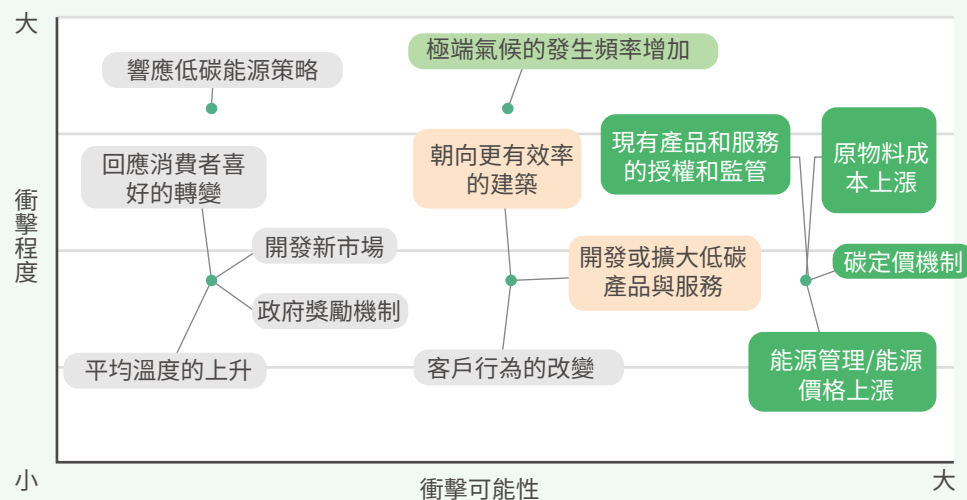 大
極端氣候的發生頻率增加
響應低碳能源策略
回應消費者喜
好的轉變
朝向更有效率
的建築
現有產品和服務
的授權和監管
原物料成
本上漲
衝擊程度
開發新市場
開發或擴大低碳
產品與服務
碳定價機制
政府獎勵機制
平均溫度的上升
客戶行為的改變
能源管理/能源
價格上漲
小
衝擊可能性
大